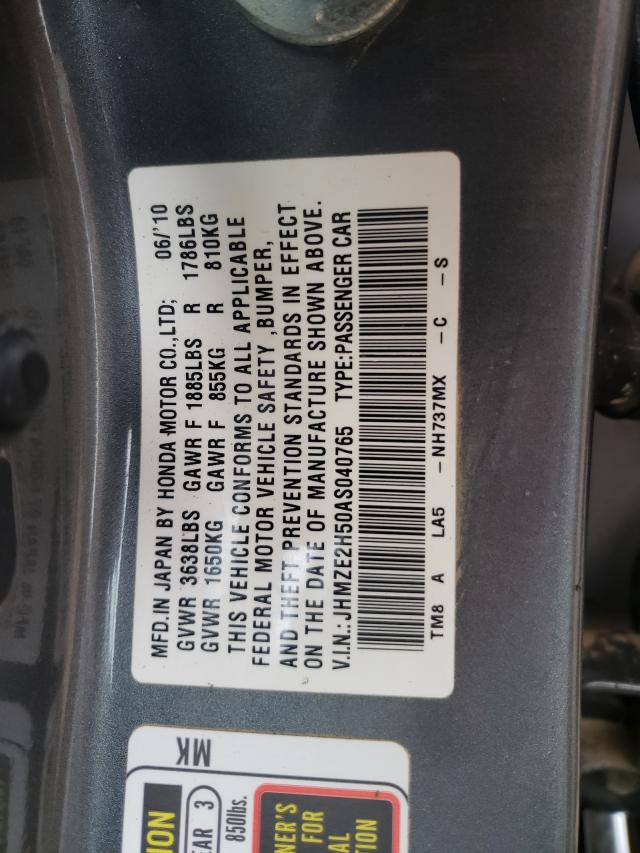 MFD.IN JAPAN BY HONDA MOTOR CO.,LTD; 06/'10
GVWR 3638LBS GAWR F 1885LBS R 1786LBS
GVWR 1650KG GAWR F 855KG R 810KG
THIS VEHICLE CONFORMS TO ALL APPLICABLE
FEDERAL MOTOR VEHICLE SAFETY ,BUMPER,
AND THEFT PREVENTION STANDARDS IN EFFECT
ON THE DATE OF MANUFACTURE SHOWN ABOVE.
V.I.N.: JHMZE2H50AS040765 TYPE:PASSENGER CAR
TM8 A LA5 -NH737MX -C -S
MK
3
850lbs.
FOR